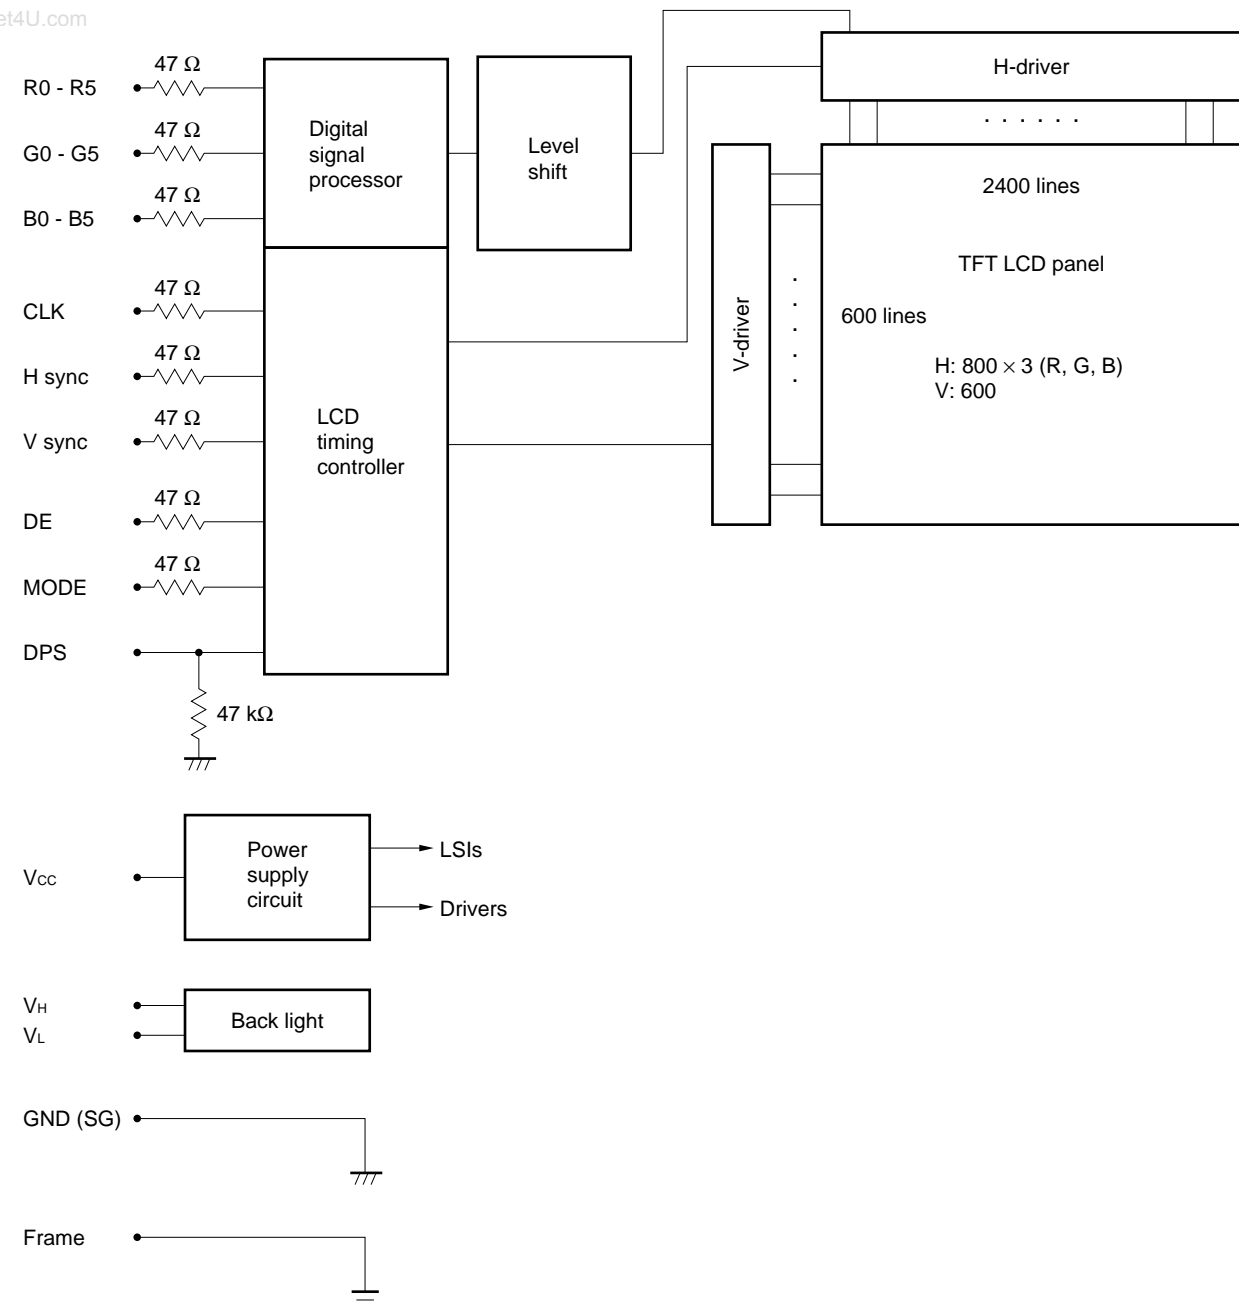 et4U.com
47 Ω
R0 - R5
47 Ω
G0 - G5
47 Ω
B0 - B5
47 Ω
CLK
47 Ω
H sync
47 Ω
V sync
47 Ω
DE
47 Ω
MODE
DPS
47 kΩ
Digital
signal
processor
LCD
timing
controller
Level
shift
H-driver
· · · · · ·
V-driver
· · · · ·
2400 lines
TFT LCD panel
600 lines
H: 800 × 3 (R, G, B)
V: 600
VCC
Power
supply
circuit
LSIs
Drivers
VH
VL
Back light
GND (SG)
Frame